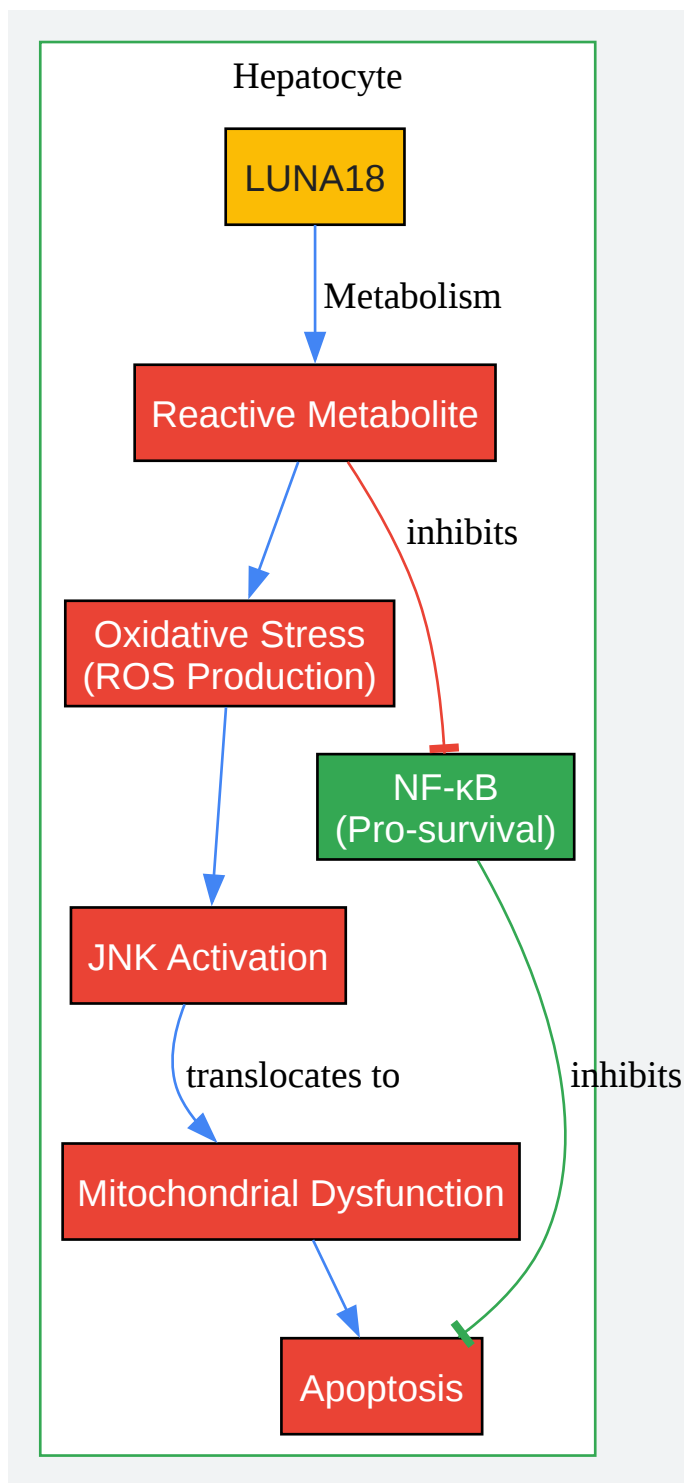 Hepatocyte
LUNA18
Metabolism
Reactive Metabolite
inhibits
Oxidative Stress
(ROS Production)
NF-κB
(Pro-survival)
JNK Activation
translocates to
inhibits
Mitochondrial Dysfunction
Apoptosis